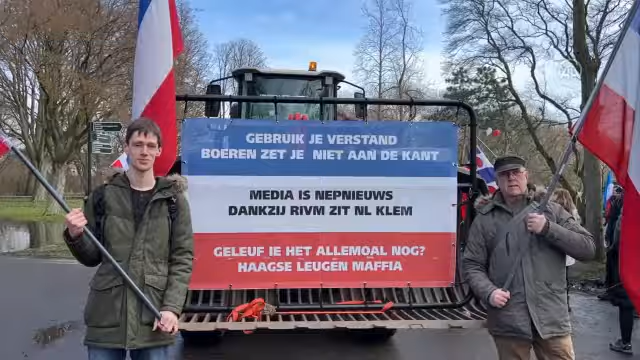 GEBRUIK JE VERSTAND
BOEREN ZET JE NIET AAN DE KANT
MEDIA IS NEPNIEUWS
DANKZIJ RIVM ZIT NL KLEM
GELEUF IE HET ALLEMOAL NOG?
HAAGSE LEUGEN MAFFIA